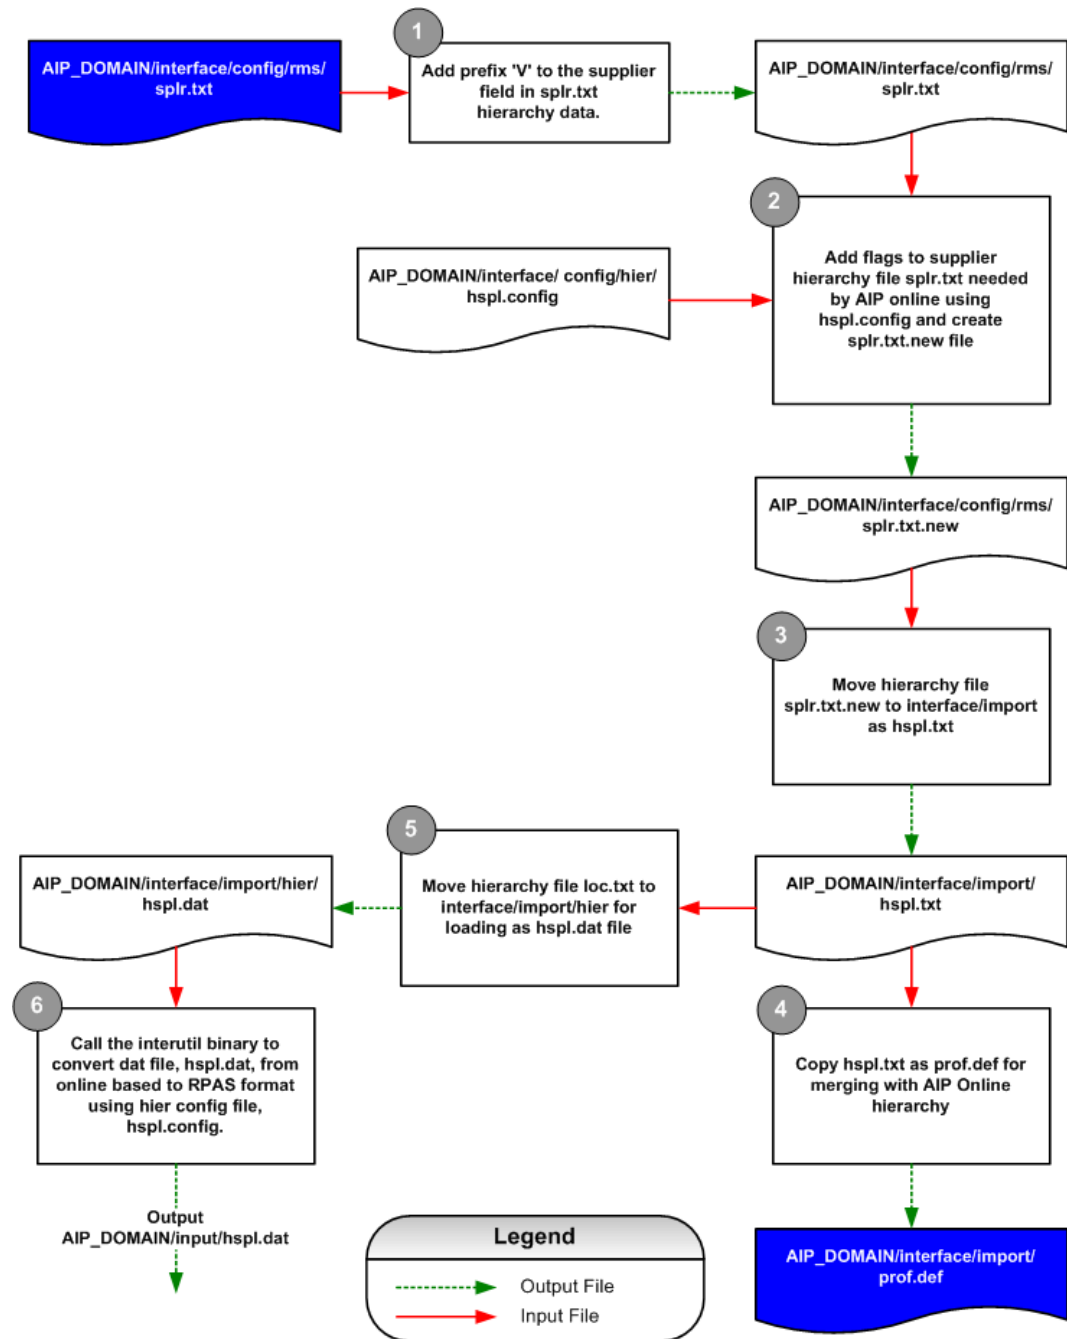 1
AIP_DOMAIN/interface/config/rms/
splr.txt
Add prefix 'V' to the supplier
field in splr.txt
hierarchy data.
AIP_DOMAIN/interface/config/rms/
splr.txt
2
AIP_DOMAIN/interface/ config/hier/
hspl.config
Add flags to supplier
hierarchy file splr.txt needed
by AIP online using
hspl.config and create
splr.txt.new file
AIP_DOMAIN/interface/config/rms/
splr.txt.new
3
Move hierarchy file
splr.txt.new to interface/import
as hspl.txt
5
AIP_DOMAIN/interface/import/hier/
hspl.dat
Move hierarchy file loc.txt to
interface/import/hier for
loading as hspl.dat file
AIP_DOMAIN/interface/import/
hspl.txt
6
Call the interutil binary to
convert dat file, hspl.dat, from
online based to RPAS format
using hier config file,
hspl.config.
4
Copy hspl.txt as prof.def for
merging with AIP Online
hierarchy
Output
AIP_DOMAIN/input/hspl.dat
Legend
Output File
Input File
AIP_DOMAIN/interface/import/
prof.def